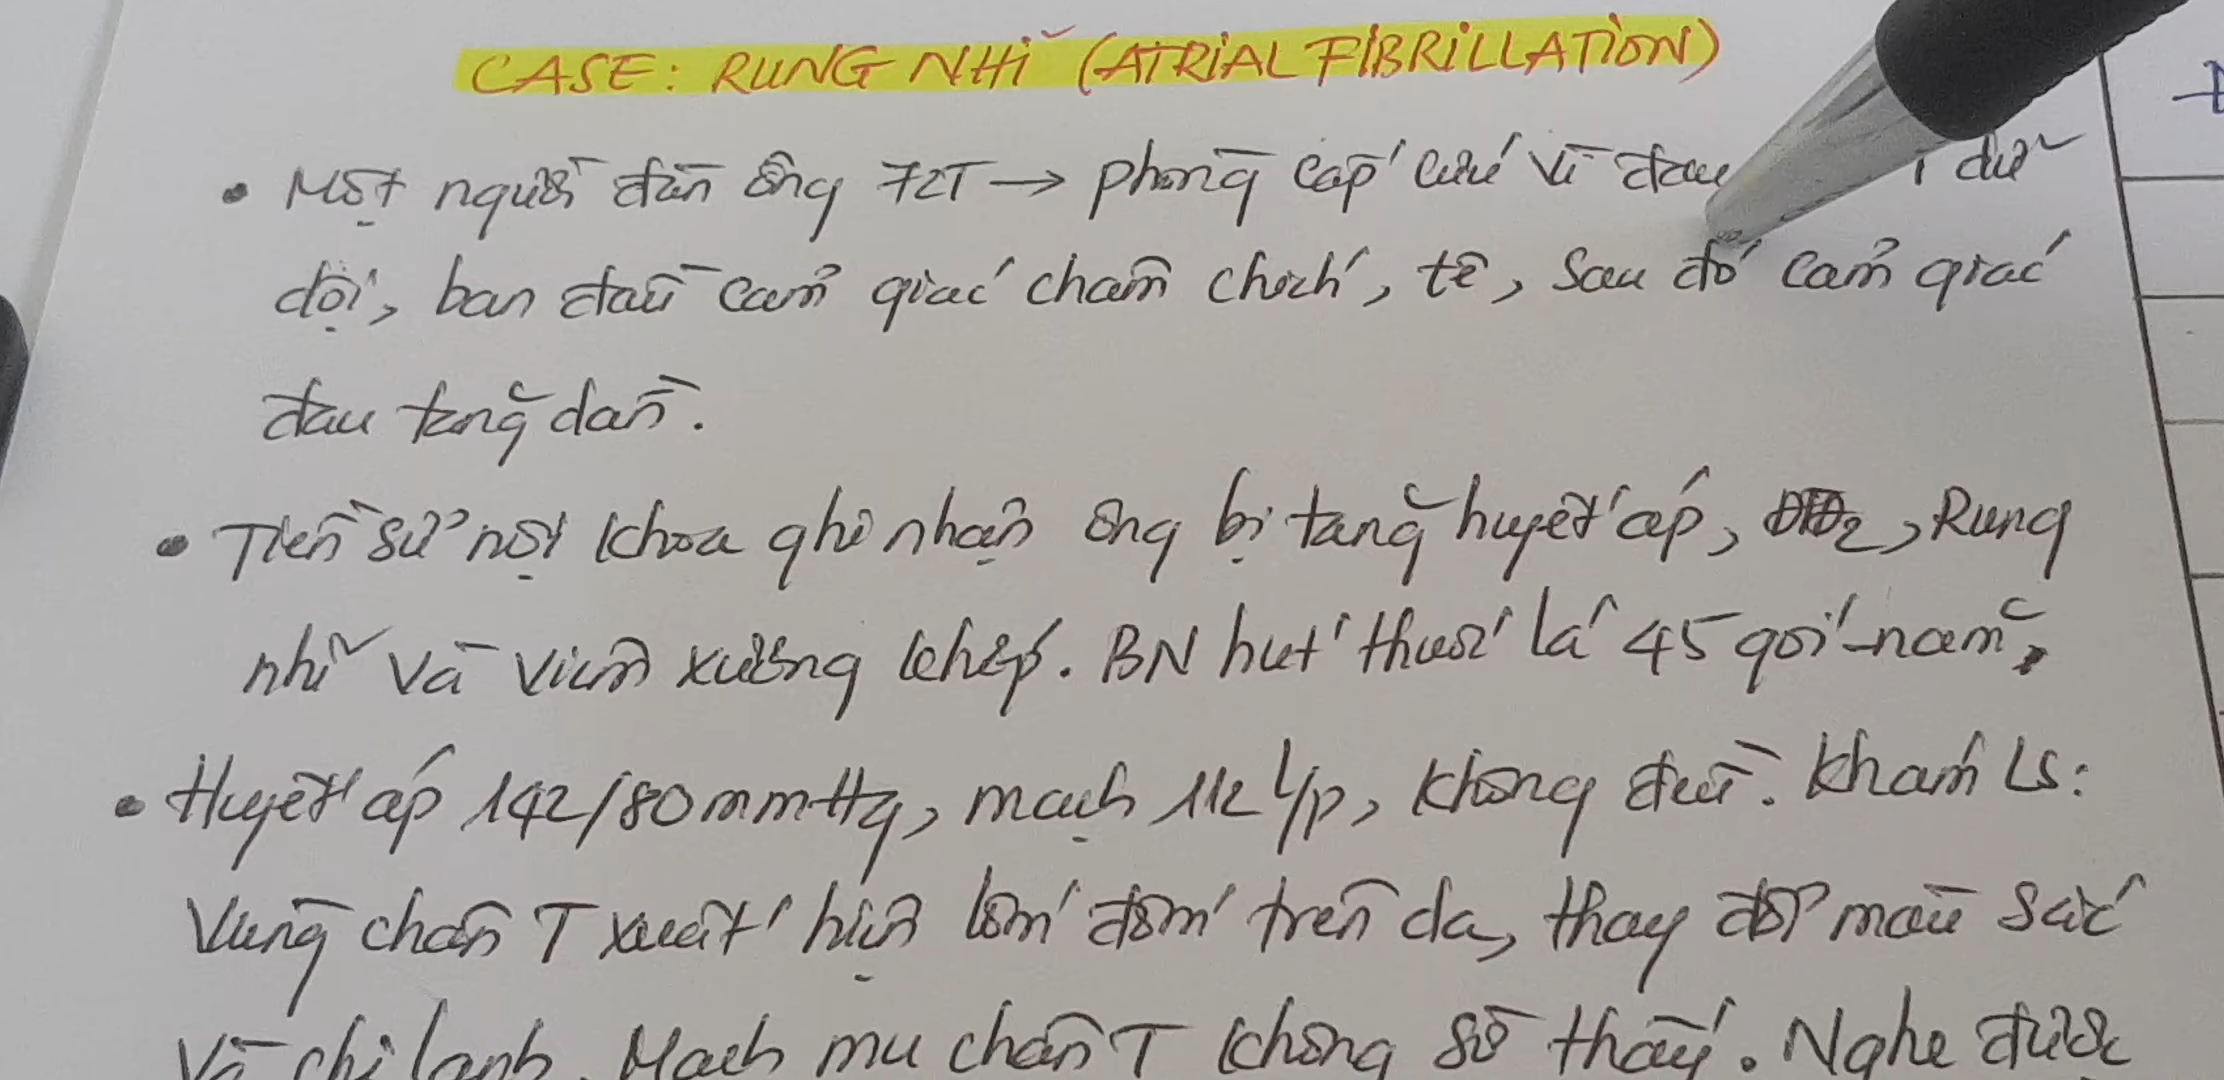 CASE: RUNG NHĨ (ATRIAL FIBRILLATION)
• Một người đàn ông 72T → phòng cấp cứu vì đau dữ
dội, ban đầu cảm giác châm chích, tê, sau đó cảm giác
đau tăng dần.
• Tiền sử nội khoa ghi nhận ông bị tăng huyết áp, ĐTĐ2, Rung
nhĩ và viêm xương khớp. BN hút thuốc lá 45 gói-năm,
• Huyết áp 142/80mmHg, mạch 112 l/p, không đều. Khám LS:
Vùng chân T xuất hiện lốm đốm trên da, thay đổi màu sắc
Và chi lạnh. Mạch mu chân T không sờ thấy. Nghe được